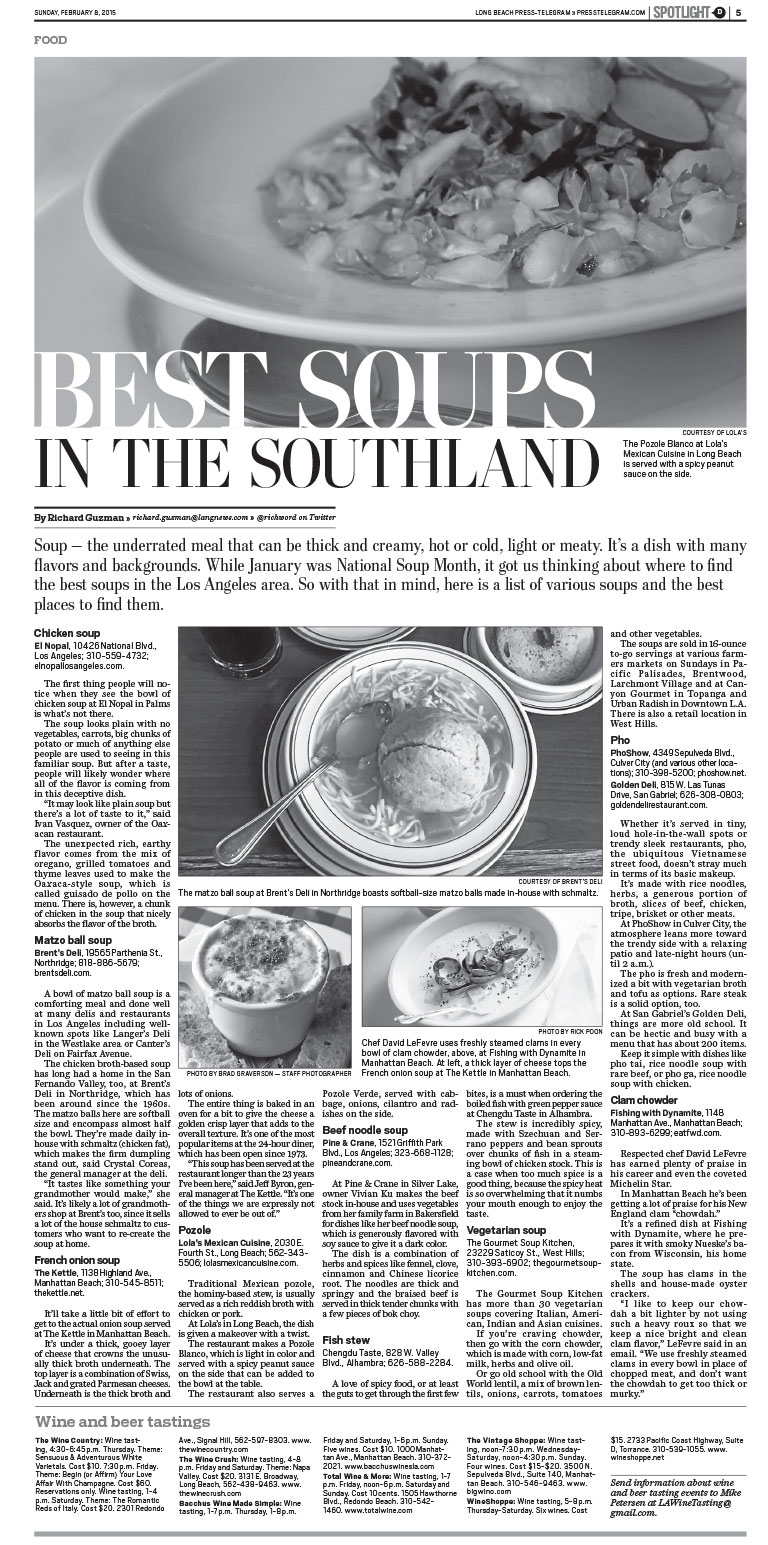 SUNDAY, FEBRUARY 8, 2015
LONG BEACH PRESS-TELEGRAM » PRESSTELEGRAM.COM | SPOTLIGHT D | 5
FOOD
BEST SOUPS
IN THE SOUTHLAND
COURTESY OF LOLA'S
The Pozole Blanco at Lola's
Mexican Cuisine in Long Beach
is served with a spicy peanut
sauce on the side.
By Richard Guzman » richard.guzman@langnews.com » @richword on Twitter
Soup — the underrated meal that can be thick and creamy, hot or cold, light or meaty. It's a dish with many
flavors and backgrounds. While January was National Soup Month, it got us thinking about where to find
the best soups in the Los Angeles area. So with that in mind, here is a list of various soups and the best
places to find them.
Chicken soup
El Nopal, 10426 National Blvd.,
Los Angeles; 310-559-4732;
elnopallosangeles.com.
The first thing people will no-
tice when they see the bowl of
chicken soup at El Nopal in Palms
is what's not there.
The soup looks plain with no
vegetables, carrots, big chunks of
potato or much of anything else
people are used to seeing in this
familiar soup. But after a taste,
people will likely wonder where
all of the flavor is coming from
in this deceptive dish.
"It may look like plain soup but
there's a lot of taste to it," said
Ivan Vasquez, owner of the Oax-
acan restaurant.
The unexpected rich, earthy
flavor comes from the mix of
oregano, grilled tomatoes and
thyme leaves used to make the
Oaxaca-style soup, which is
called guisado de pollo on the
menu. There is, however, a chunk
of chicken in the soup that nicely
absorbs the flavor of the broth.
Matzo ball soup
Brent's Deli, 19565 Parthenia St.,
Northridge; 818-886-5679;
brentsdeli.com.
A bowl of matzo ball soup is a
comforting meal and done well
at many delis and restaurants
in Los Angeles including well-
known spots like Langer's Deli
in the Westlake area or Canter's
Deli on Fairfax Avenue.
The chicken broth-based soup
has long had a home in the San
Fernando Valley, too, at Brent's
Deli in Northridge, which has
been around since the 1960s.
The matzo balls here are softball
size and encompass almost half
the bowl. They're made daily in-
house with schmaltz (chicken fat),
which makes the firm dumpling
stand out, said Crystal Coreas,
the general manager at the deli.
"It tastes like something your
grandmother would make," she
said. It's likely a lot of grandmoth-
ers shop at Brent's too, since it sells
a lot of the house schmaltz to cus-
tomers who want to re-create the
soup at home.
French onion soup
The Kettle, 1138 Highland Ave.,
Manhattan Beach; 310-545-8511;
thekettle.net.
It'll take a little bit of effort to
get to the actual onion soup served
at The Kettle in Manhattan Beach.
It's under a thick, gooey layer
of cheese that crowns the unusu-
ally thick broth underneath. The
top layer is a combination of Swiss,
Jack and grated Parmesan cheeses.
Underneath is the thick broth and
COURTESY OF BRENT'S DELI
The matzo ball soup at Brent's Deli in Northridge boasts softball-size matzo balls made in-house with schmaltz.
PHOTO BY BRAD GRAVERSON — STAFF PHOTOGRAPHER
PHOTO BY RICK POON
Chef David LeFevre uses freshly steamed clams in every
bowl of clam chowder, above, at Fishing with Dynamite in
Manhattan Beach. At left, a thick layer of cheese tops the
French onion soup at The Kettle in Manhattan Beach.
lots of onions.
The entire thing is baked in an
oven for a bit to give the cheese a
golden crisp layer that adds to the
overall texture. It's one of the most
popular items at the 24-hour diner,
which has been open since 1973.
"This soup has been served at the
restaurant longer than the 23 years
I've been here," said Jeff Byron, gen-
eral manager at The Kettle. "It's one
of the things we are expressly not
allowed to ever be out of."
Pozole
Lola's Mexican Cuisine, 2030 E.
Fourth St., Long Beach; 562-343-
5506; lolasmexicancuisine.com.
Traditional Mexican pozole,
the hominy-based stew, is usually
served as a rich reddish broth with
chicken or pork.
At Lola's in Long Beach, the dish
is given a makeover with a twist.
The restaurant makes a Pozole
Blanco, which is light in color and
served with a spicy peanut sauce
on the side that can be added to
the bowl at the table.
The restaurant also serves a
Pozole Verde, served with cab-
bage, onions, cilantro and rad-
ishes on the side.
Beef noodle soup
Pine & Crane, 1521 Griffith Park
Blvd., Los Angeles; 323-668-1128;
pineandcrane.com.
At Pine & Crane in Silver Lake,
owner Vivian Ku makes the beef
stock in-house and uses vegetables
from her family farm in Bakersfield
for dishes like her beef noodle soup,
which is generously flavored with
soy sauce to give it a dark color.
The dish is a combination of
herbs and spices like fennel, clove,
cinnamon and Chinese licorice
root. The noodles are thick and
springy and the braised beef is
served in thick tender chunks with
a few pieces of bok choy.
Fish stew
Chengdu Taste, 828 W. Valley
Blvd., Alhambra; 626-588-2284.
A love of spicy food, or at least
the guts to get through the first few
bites, is a must when ordering the
boiled fish with green pepper sauce
at Chengdu Taste in Alhambra.
The stew is incredibly spicy,
made with Szechuan and Ser-
rano peppers and bean sprouts
over chunks of fish in a steam-
ing bowl of chicken stock. This is
a case when too much spice is a
good thing, because the spicy heat
is so overwhelming that it numbs
your mouth enough to enjoy the
taste.
Vegetarian soup
The Gourmet Soup Kitchen,
23229 Saticoy St., West Hills;
310-393-6902; thegourmetsoup-
kitchen.com.
The Gourmet Soup Kitchen
has more than 30 vegetarian
soups covering Italian, Ameri-
can, Indian and Asian cuisines.
If you're craving chowder,
then go with the corn chowder,
which is made with corn, low-fat
milk, herbs and olive oil.
Or go old school with the Old
World lentil, a mix of brown len-
tils, onions, carrots, tomatoes
and other vegetables.
The soups are sold in 16-ounce
to-go servings at various farm-
ers markets on Sundays in Pa-
cific Palisades, Brentwood,
Larchmont Village and at Can-
yon Gourmet in Topanga and
Urban Radish in Downtown L.A.
There is also a retail location in
West Hills.
Pho
PhoShow, 4349 Sepulveda Blvd.,
Culver City (and various other loca-
tions); 310-398-5200; phoshow.net.
Golden Deli, 815 W. Las Tunas
Drive, San Gabriel; 626-308-0803;
goldendelirestaurant.com.
Whether it's served in tiny,
loud hole-in-the-wall spots or
trendy sleek restaurants, pho,
the ubiquitous Vietnamese
street food, doesn't stray much
in terms of its basic makeup.
It's made with rice noodles,
herbs, a generous portion of
broth, slices of beef, chicken,
tripe, brisket or other meats.
At PhoShow in Culver City, the
atmosphere leans more toward
the trendy side with a relaxing
patio and late-night hours (un-
til 2 a.m.).
The pho is fresh and modern-
ized a bit with vegetarian broth
and tofu as options. Rare steak
is a solid option, too.
At San Gabriel's Golden Deli,
things are more old school. It
can be hectic and busy with a
menu that has about 200 items.
Keep it simple with dishes like
pho tai, rice noodle soup with
rare beef, or pho ga, rice noodle
soup with chicken.
Clam chowder
Fishing with Dynamite, 1148
Manhattan Ave., Manhattan Beach;
310-893-6299; eatfwd.com.
Respected chef David LeFevre
has earned plenty of praise in
his career and even the coveted
Michelin Star.
In Manhattan Beach he's been
getting a lot of praise for his New
England clam "chowdah."
It's a refined dish at Fishing
with Dynamite, where he pre-
pares it with smoky Nueske's ba-
con from Wisconsin, his home
state.
The soup has clams in the
shells and house-made oyster
crackers.
"I like to keep our chow-
dah a bit lighter by not using
such a heavy roux so that we
keep a nice bright and clean
clam flavor," LeFevre said in an
email. "We use freshly steamed
clams in every bowl in place of
chopped meat, and don't want
the chowdah to get too thick or
murky."
Wine and beer tastings
The Wine Country: Wine tast-
ing, 4:30-6:45 p.m. Thursday. Theme:
Sensuous & Adventurous White
Varietals. Cost $10. 7:30 p.m. Friday.
Theme: Begin (or Affirm) Your Love
Affair With Champagne. Cost $60.
Reservations only. Wine tasting, 1-4
p.m. Saturday. Theme: The Romantic
Reds of Italy. Cost $20. 2301 Redondo
Ave., Signal Hill, 562-597-8303. www.
thewinecountry.com
The Wine Crush: Wine tasting, 4-8
p.m. Friday and Saturday. Theme: Napa
Valley. Cost $20. 3131 E. Broadway,
Long Beach, 562-438-9463. www.
thewinecrush.com
Bacchus Wine Made Simple: Wine
tasting, 1-7 p.m. Thursday, 1-8 p.m.
Friday and Saturday, 1-6 p.m. Sunday.
Five wines. Cost $10. 1000 Manhat-
tan Ave., Manhattan Beach. 310-372-
2021. www.bacchuswinesla.com
Total Wine & More: Wine tasting, 1-7
p.m. Friday, noon-6 p.m. Saturday and
Sunday. Cost 10 cents. 1505 Hawthorne
Blvd., Redondo Beach. 310-542-
1460. www.totalwine.com
The Vintage Shoppe: Wine tast-
ing, noon-7:30 p.m. Wednesday-
Saturday, noon-4:30 p.m. Sunday.
Four wines. Cost $15-$20. 3500 N.
Sepulveda Blvd., Suite 140, Manhat-
tan Beach. 310-546-9463. www.
bigwino.com
WineShoppe: Wine tasting, 5-8 p.m.
Thursday-Saturday. Six wines. Cost
$15. 2733 Pacific Coast Highway, Suite
D, Torrance. 310-539-1055. www.
wineshoppe.net
Send information about wine
and beer tasting events to Mike
Petersen at LAWineTasting@
gmail.com.